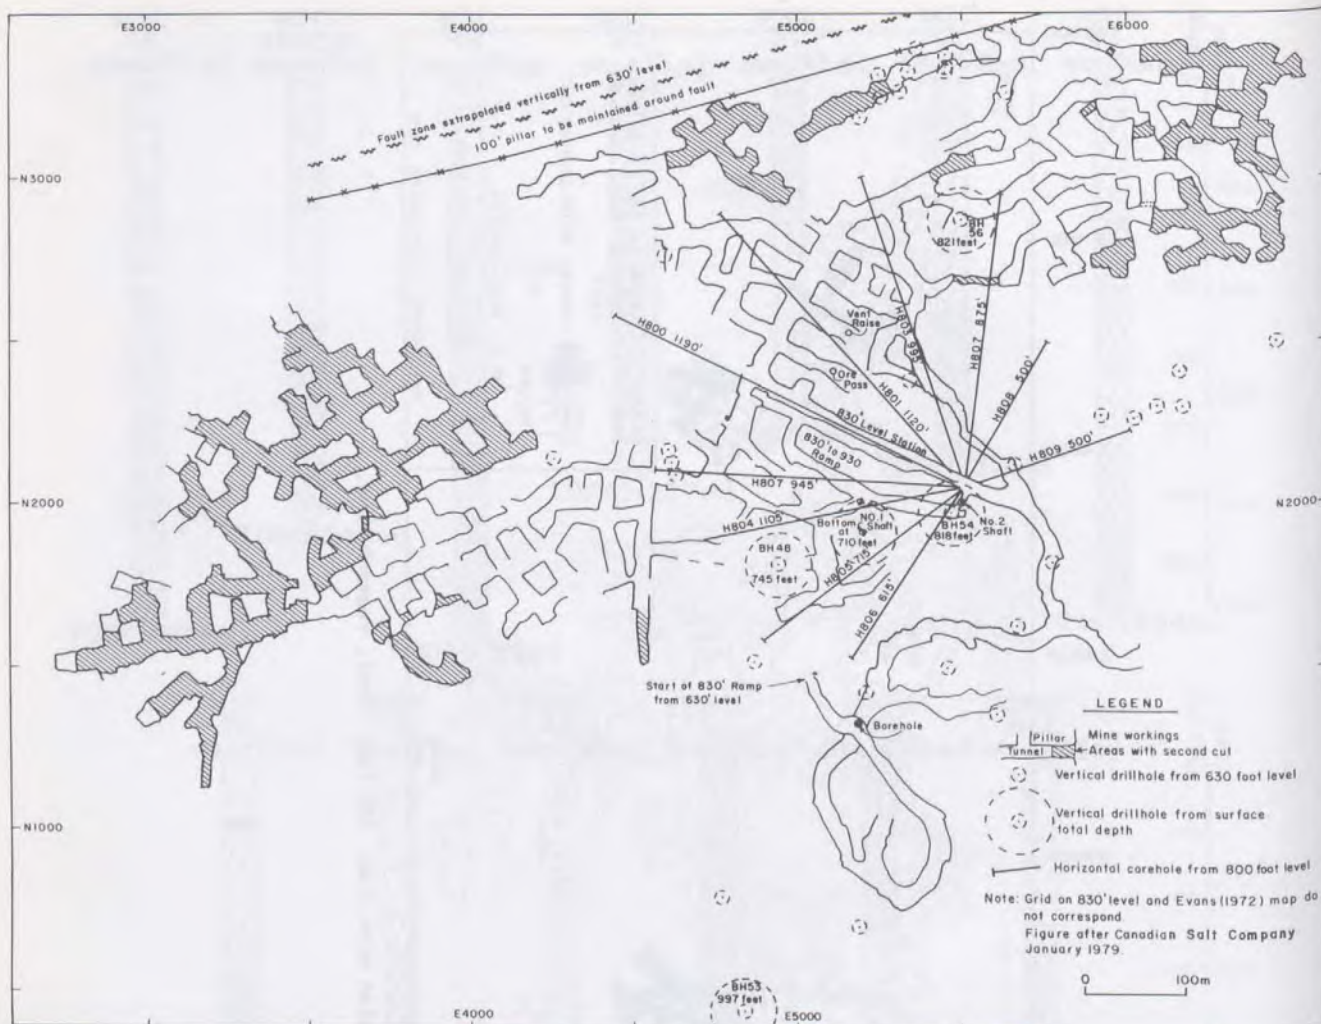 E3000
E4000
E5000
E6000
Fault zone extrapolated vertically from 630' level
100' pillar to be maintained around fault
N3000
BH
56
821 feet
Vent
Raise
H800 1190'
H803 995'
H807 875'
Ore
Pass
H801 1120'
H808 500'
830' Level Station
H809 500'
830' to 930
Ramp
H807 945'
N2000
N2000
H804 1105'
Bottom
at
710 feet
NO.1
Shaft
BH54
818 feet
No.2
Shaft
BH48
745 feet
H805 715'
H806 615'
Start of 830' Ramp
from 630' level
Borehole
LEGEND
Pillar
Tunnel
Mine workings
Areas with second cut
Vertical drillhole from 630 foot level
Vertical drillhole from surface
total depth
N1000
Horizontal corehole from 800 foot level
Note: Grid on 830' level and Evans (1972) map do
not correspond
Figure after Canadian Salt Company
January 1979.
0 100m
BH53
997 feet
E4000
E5000